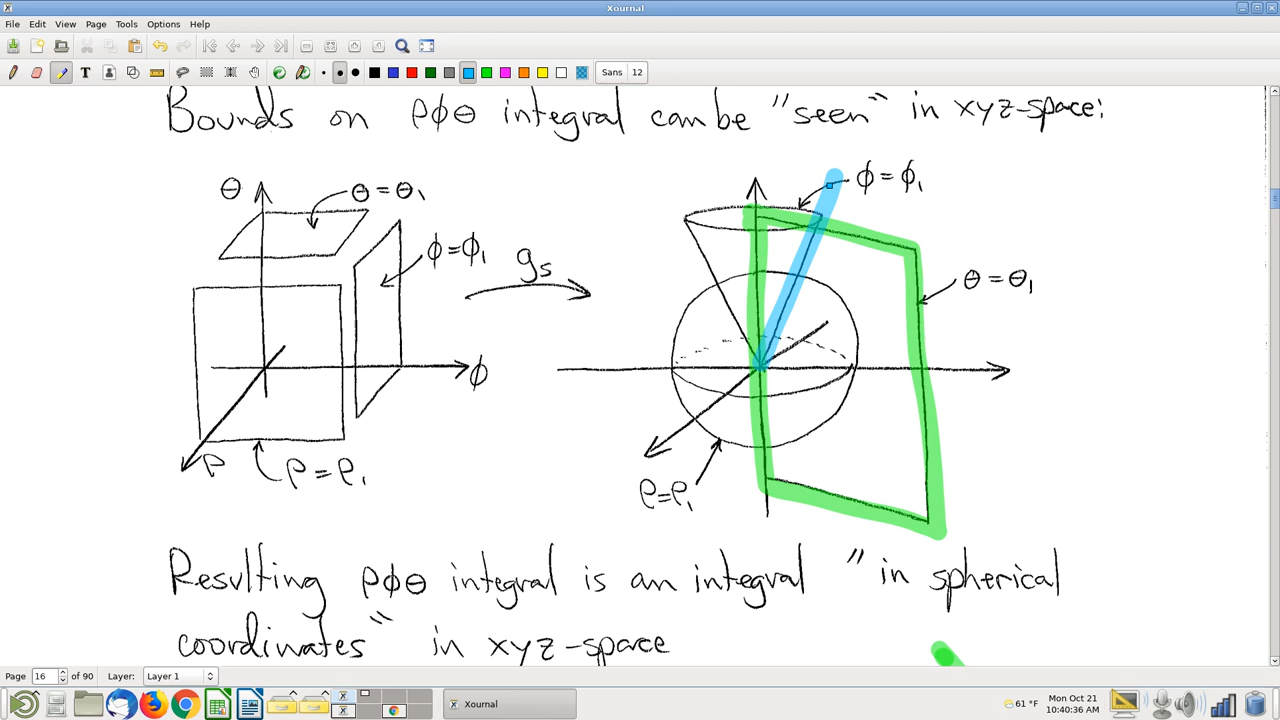 Xournal
File Edit View Page Tools Options Help
Sans 12
Bounds on ρφθ integral can be "seen" in xyz-space:
θ
θ = θ₁
φ = φ₁
φ
ρ
ρ = ρ₁
gₛ
φ = φ₁
θ = θ₁
ρ = ρ₁
Resulting ρφθ integral is an integral "in spherical
coordinates" in xyz-space
Page 16 of 90 Layer: Layer 1
Xournal
61 °F
Mon Oct 21
10:40:36 AM